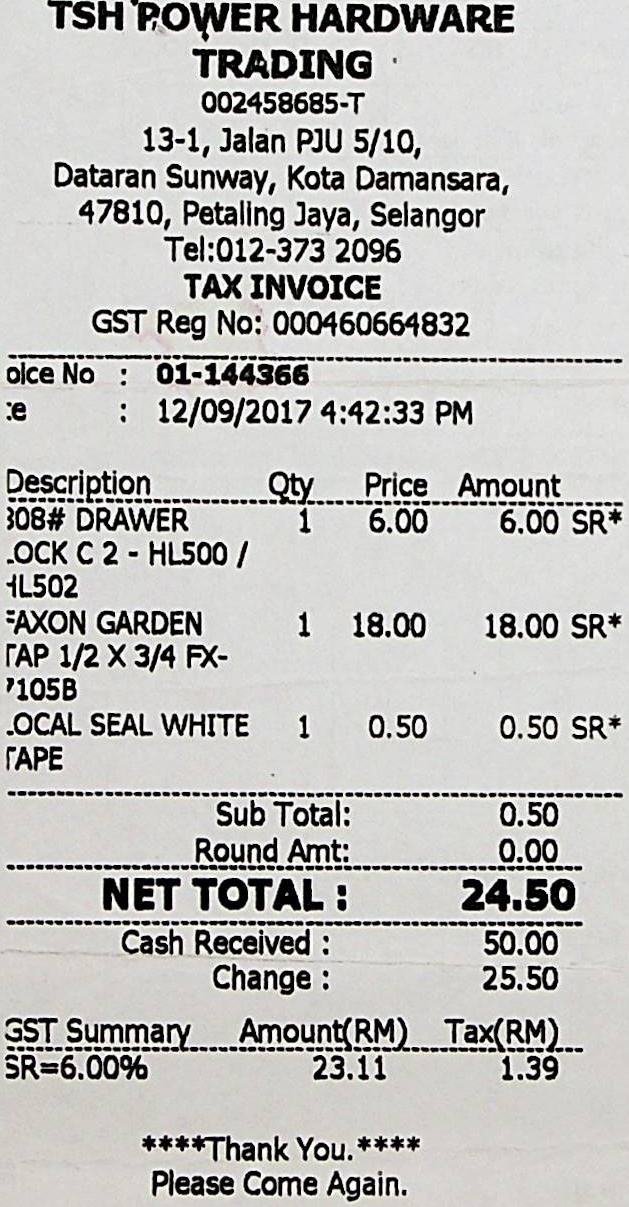 TSH POWER HARDWARE
TRADING
002458685-T
13-1, Jalan PJU 5/10,
Dataran Sunway, Kota Damansara,
47810, Petaling Jaya, Selangor
Tel:012-373 2096
TAX INVOICE
GST Reg No: 000460664832
oice No : 01-144366
:e : 12/09/2017 4:42:33 PM
Description Qty Price Amount
308# DRAWER 1 6.00 6.00 SR*
LOCK C 2 - HL500 /
HL502
FAXON GARDEN 1 18.00 18.00 SR*
TAP 1/2 X 3/4 FX-
7105B
LOCAL SEAL WHITE 1 0.50 0.50 SR*
TAPE
Sub Total: 0.50
Round Amt: 0.00
NET TOTAL : 24.50
Cash Received : 50.00
Change : 25.50
GST Summary Amount(RM) Tax(RM)
SR=6.00% 23.11 1.39
****Thank You.****
Please Come Again.